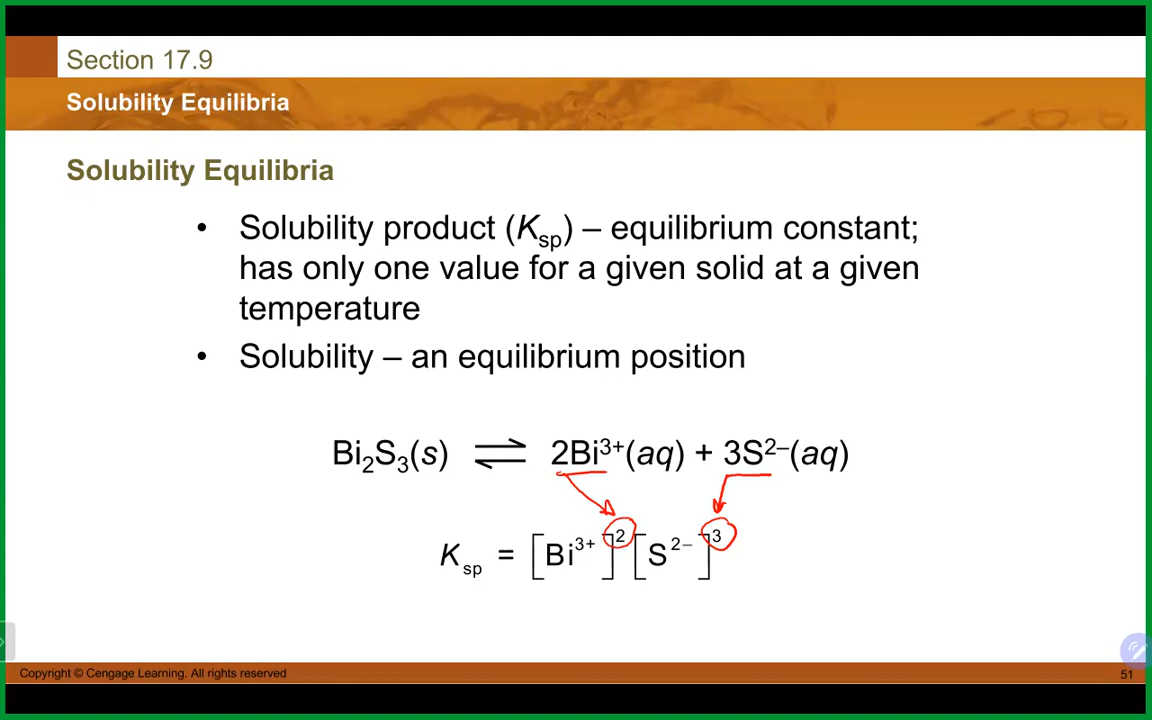 Section 17.9
Solubility Equilibria
Solubility Equilibria
• Solubility product (Ksp) – equilibrium constant;
has only one value for a given solid at a given
temperature
• Solubility – an equilibrium position
Bi₂S₃(s) ⇌ 2Bi³⁺(aq) + 3S²⁻(aq)
Ksp = [Bi³⁺]² [S²⁻]³
Copyright © Cengage Learning. All rights reserved
51